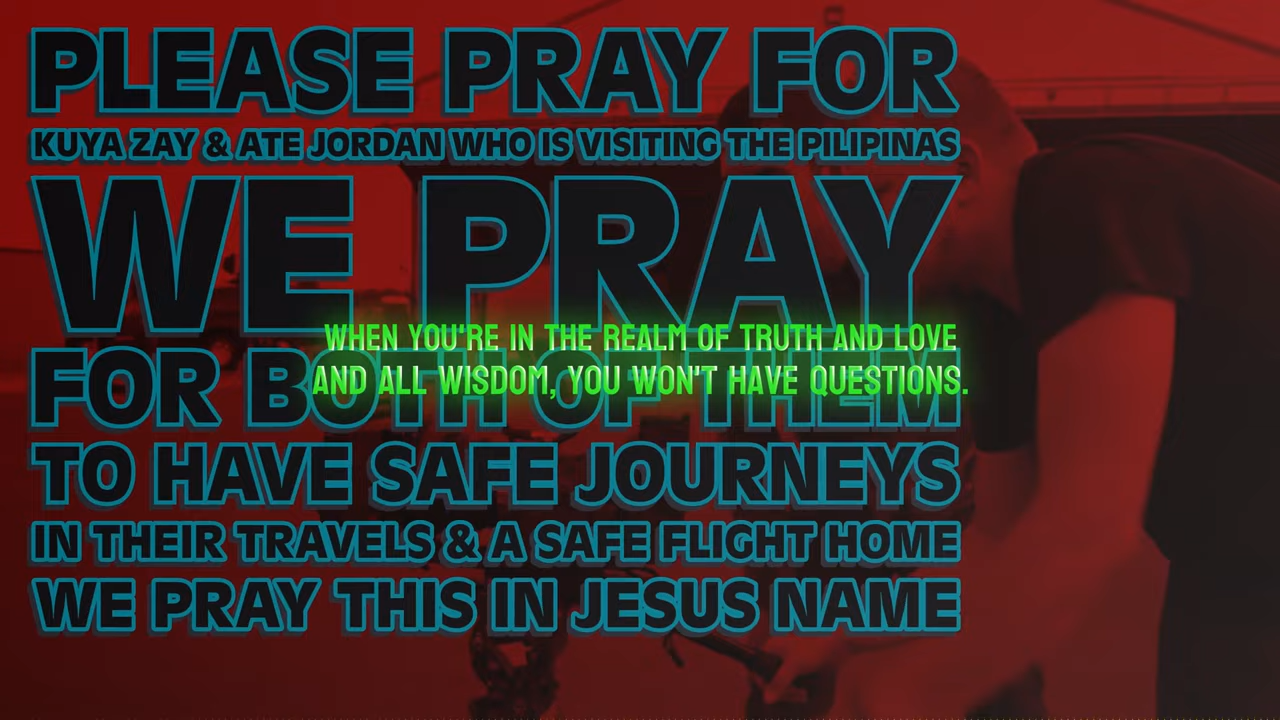 PLEASE PRAY FOR
KUYA ZAY & ATE JORDAN WHO IS VISITING THE PILIPINAS
WE PRAY
WHEN YOU'RE IN THE REALM OF TRUTH AND LOVE
AND ALL WISDOM, YOU WON'T HAVE QUESTIONS.
FOR BOTH OF THEM
TO HAVE SAFE JOURNEYS
IN THEIR TRAVELS & A SAFE FLIGHT HOME
WE PRAY THIS IN JESUS NAME